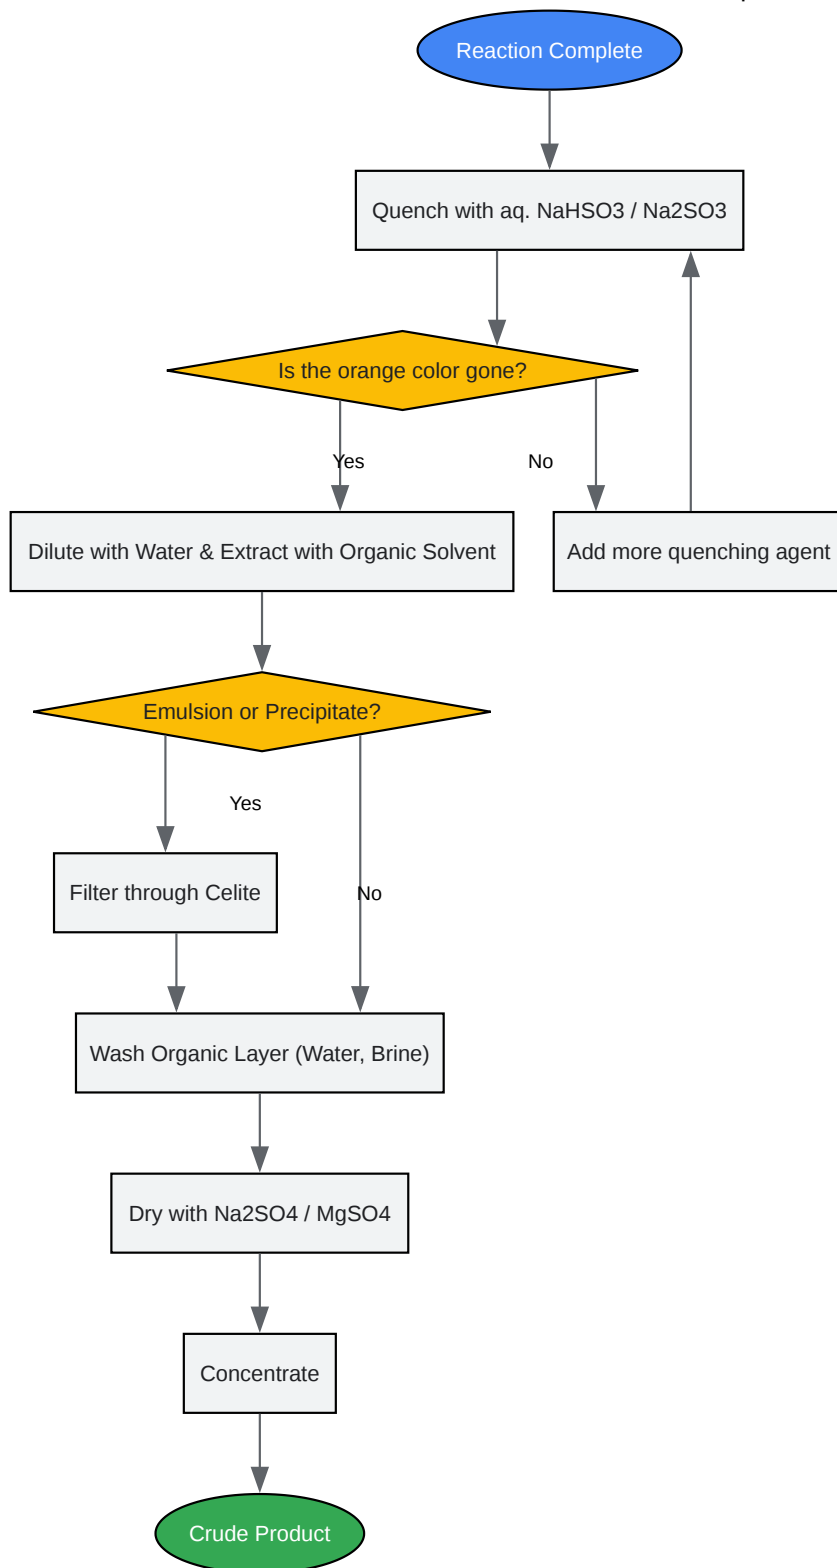 Reaction Complete
Quench with aq. NaHSO3 / Na2SO3
Is the orange color gone?
Yes
No
Dilute with Water & Extract with Organic Solvent
Add more quenching agent
Emulsion or Precipitate?
Yes
Filter through Celite
No
Wash Organic Layer (Water, Brine)
Dry with Na2SO4 / MgSO4
Concentrate
Crude Product